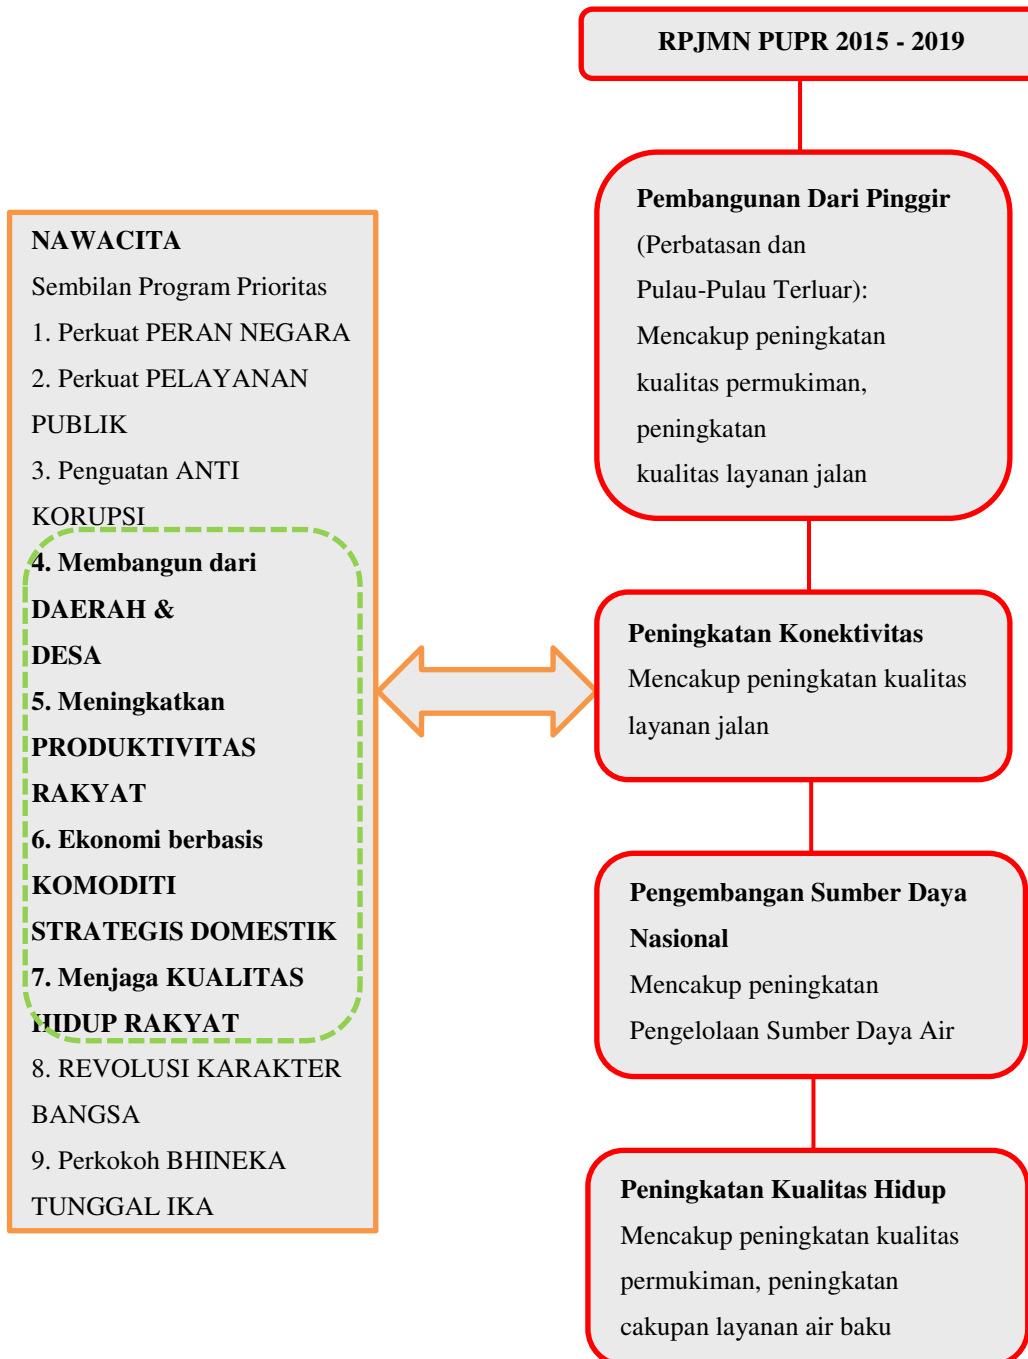 RPJMN PUPR 2015 - 2019
Pembangunan Dari Pinggir
(Perbatasan dan
Pulau-Pulau Terluar):
Mencakup peningkatan
kualitas permukiman,
peningkatan
kualitas layanan jalan
NAWACITA
Sembilan Program Prioritas
1. Perkuat PERAN NEGARA
2. Perkuat PELAYANAN
PUBLIK
3. Penguatan ANTI
KORUPSI
4. Membangun dari
DAERAH &
DESA
5. Meningkatkan
PRODUKTIVITAS
RAKYAT
6. Ekonomi berbasis
KOMODITI
STRATEGIS DOMESTIK
7. Menjaga KUALITAS
HIDUP RAKYAT
8. REVOLUSI KARAKTER
BANGSA
9. Perkokoh BHINEKA
TUNGGAL IKA
Peningkatan Konektivitas
Mencakup peningkatan kualitas
layanan jalan
Pengembangan Sumber Daya
Nasional
Mencakup peningkatan
Pengelolaan Sumber Daya Air
Peningkatan Kualitas Hidup
Mencakup peningkatan kualitas
permukiman, peningkatan
cakupan layanan air baku